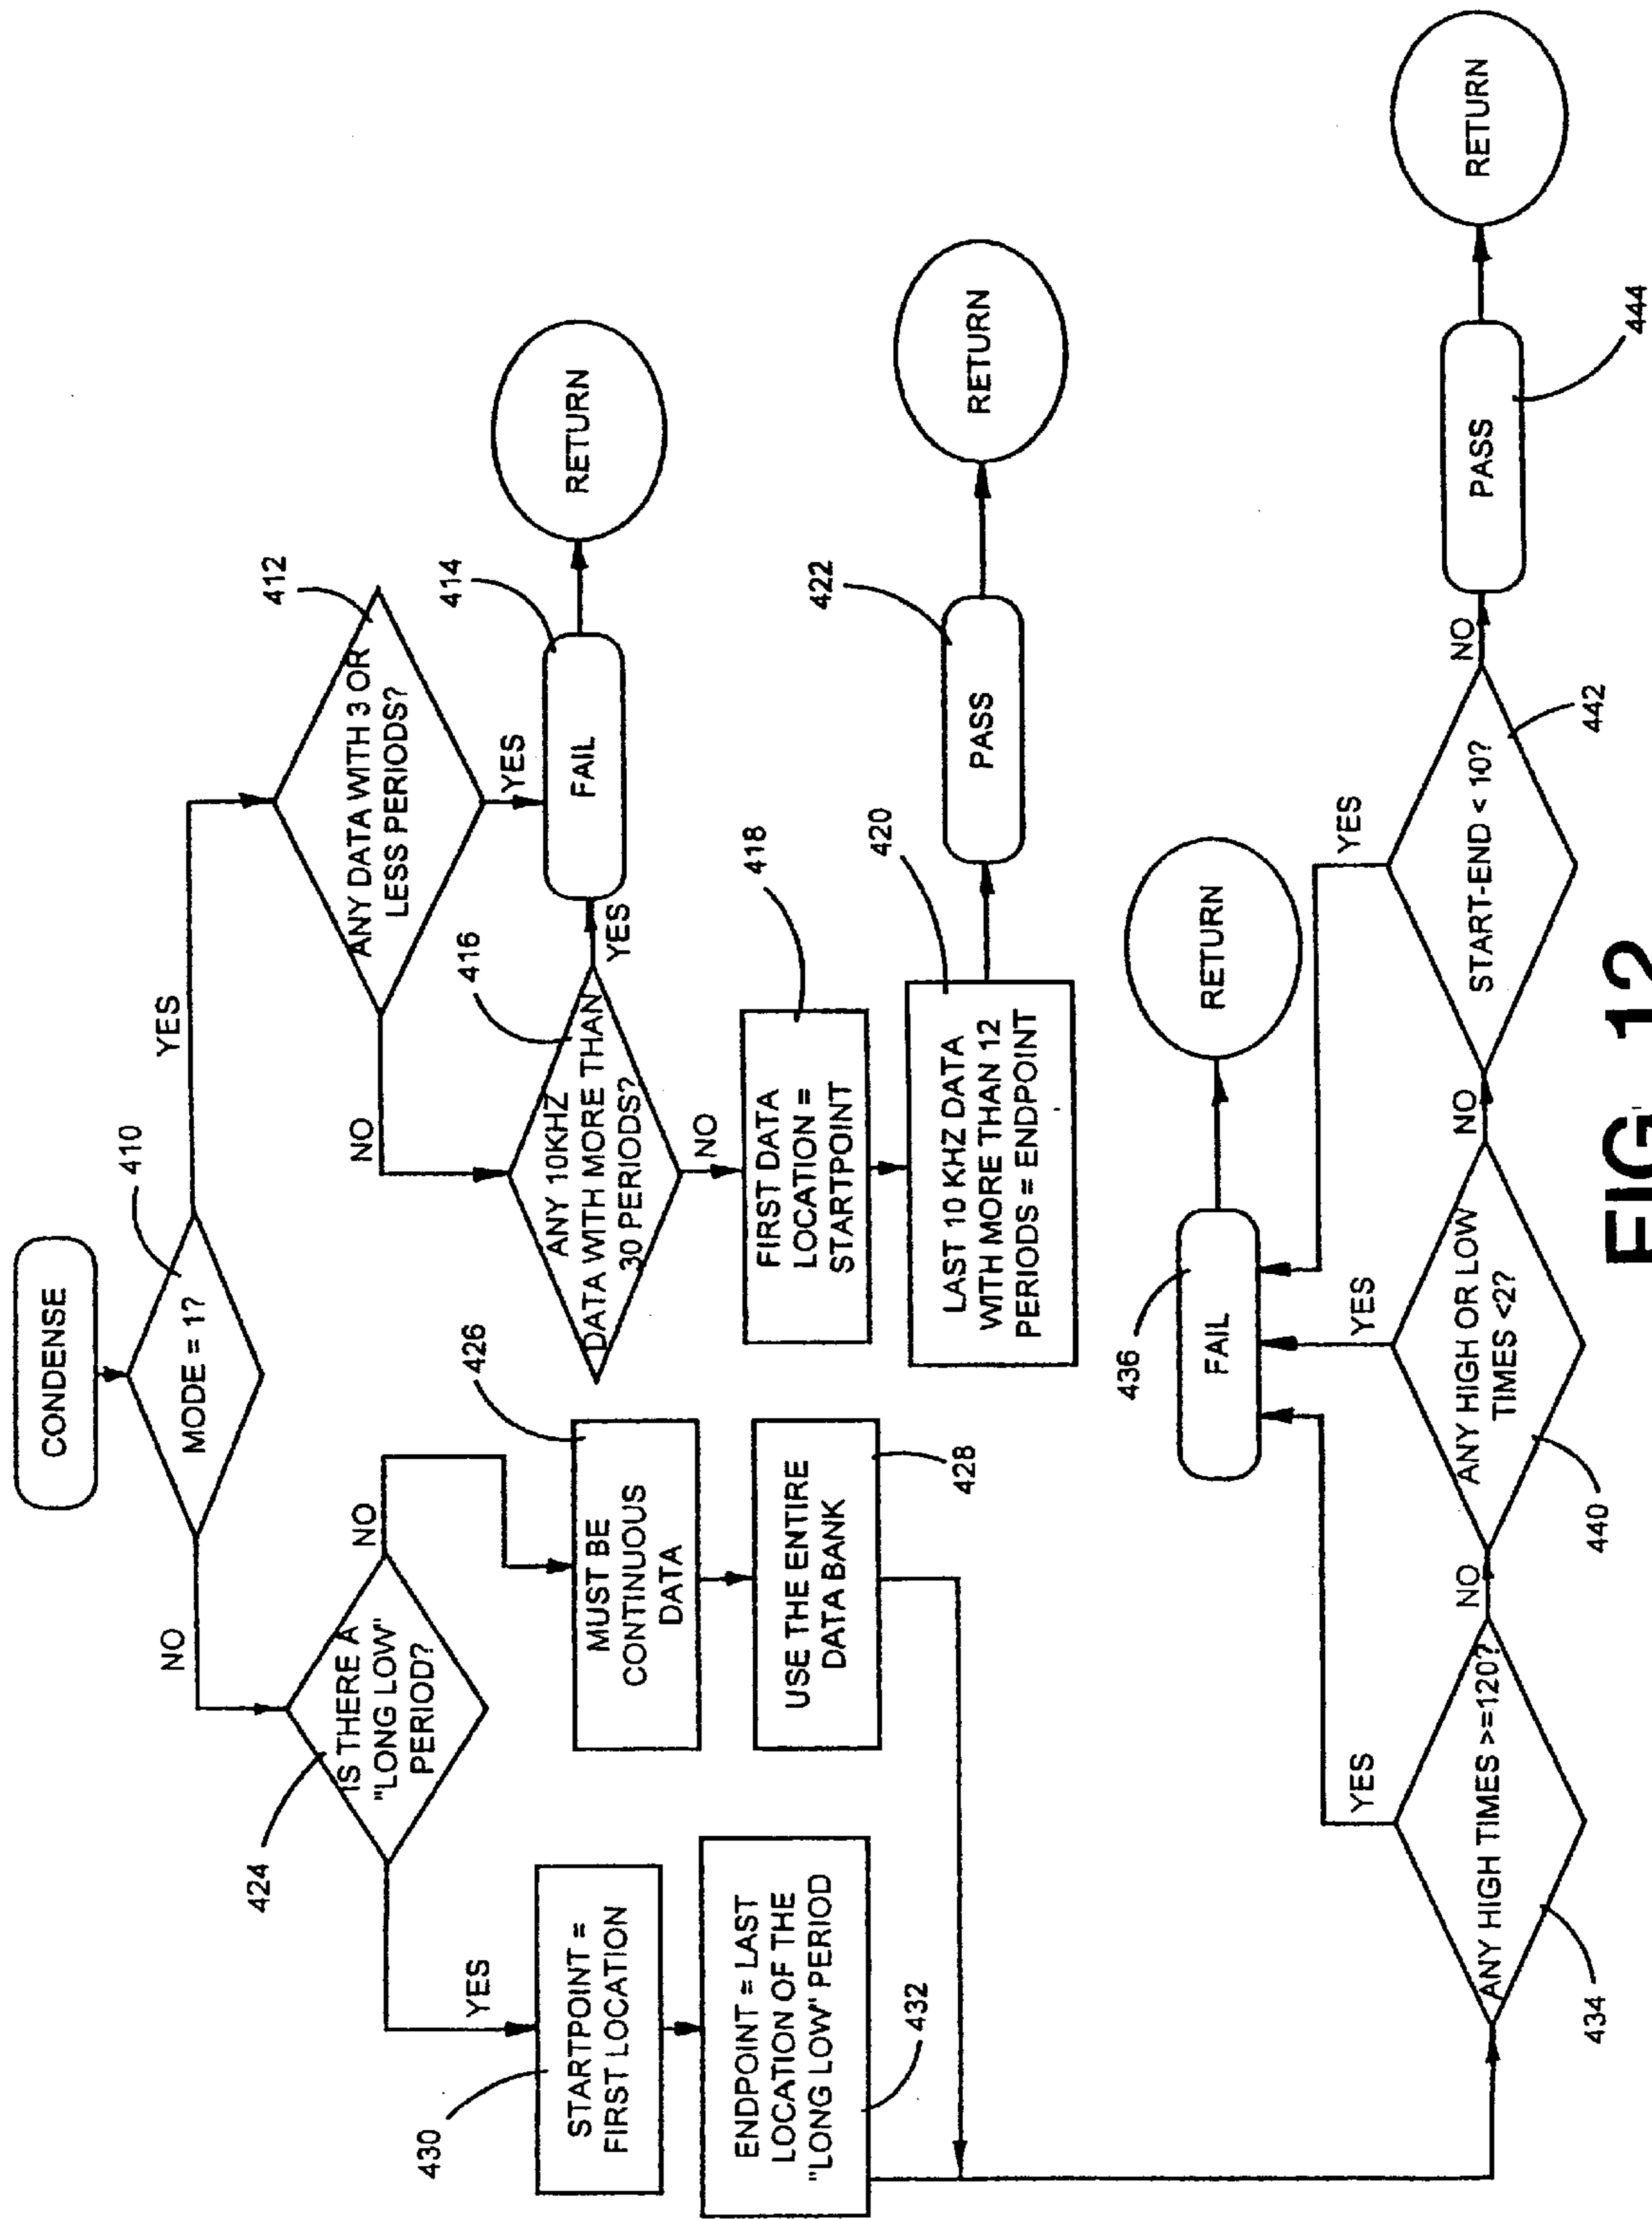 CONDENSE
410
MODE = 1?
YES
NO
412
ANY DATA WITH 3 OR
LESS PERIODS?
YES
NO
414
FAIL
RETURN
416
ANY 10KHZ
DATA WITH MORE THAN
30 PERIODS?
YES
NO
418
FIRST DATA
LOCATION =
STARTPOINT
420
LAST 10 KHZ DATA
WITH MORE THAN 12
PERIODS = ENDPOINT
422
PASS
RETURN
424
IS THERE A
"LONG LOW"
PERIOD?
NO
YES
426
MUST BE
CONTINUOUS
DATA
428
USE THE ENTIRE
DATA BANK
430
STARTPOINT =
FIRST LOCATION
432
ENDPOINT = LAST
LOCATION OF THE
"LONG LOW" PERIOD
434
ANY HIGH TIMES >=120?
YES
NO
436
FAIL
RETURN
440
ANY HIGH OR LOW
TIMES <2?
YES
NO
442
START-END < 10?
YES
NO
444
PASS
RETURN
FIG. 12